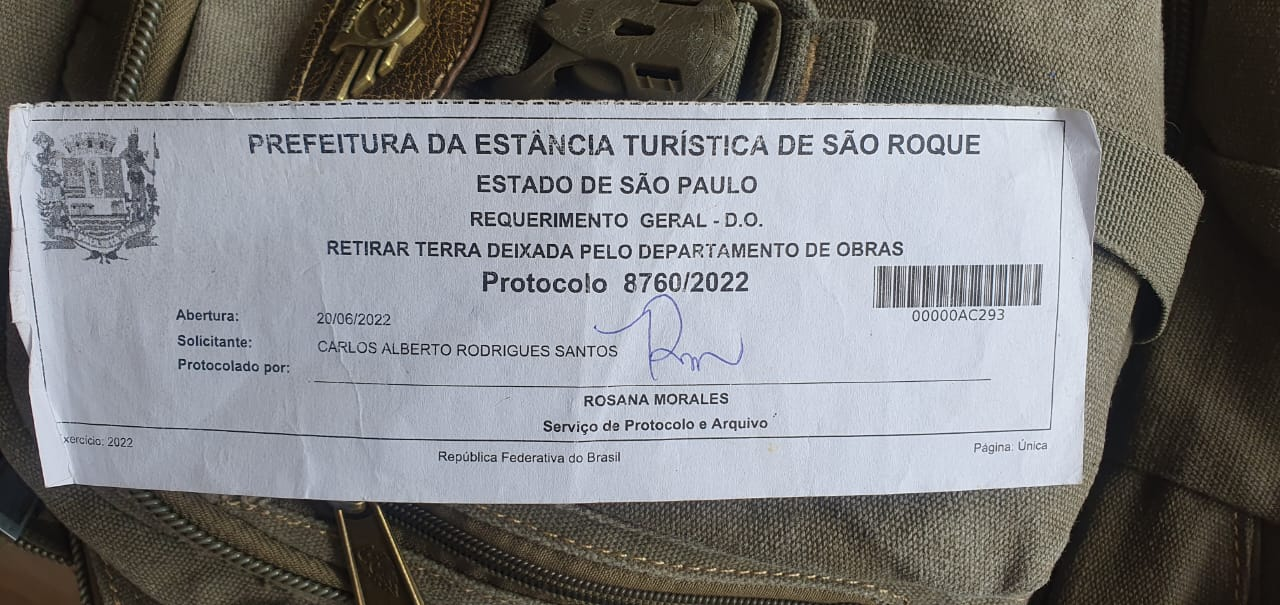 PREFEITURA DA ESTÂNCIA TURÍSTICA DE SÃO ROQUE
ESTADO DE SÃO PAULO
REQUERIMENTO GERAL - D.O.
RETIRAR TERRA DEIXADA PELO DEPARTAMENTO DE OBRAS
Protocolo 8760/2022
00000AC293
Abertura: 20/06/2022
Solicitante: CARLOS ALBERTO RODRIGUES SANTOS
Protocolado por:
ROSANA MORALES
Serviço de Protocolo e Arquivo
xercício: 2022
República Federativa do Brasil
Página: Única